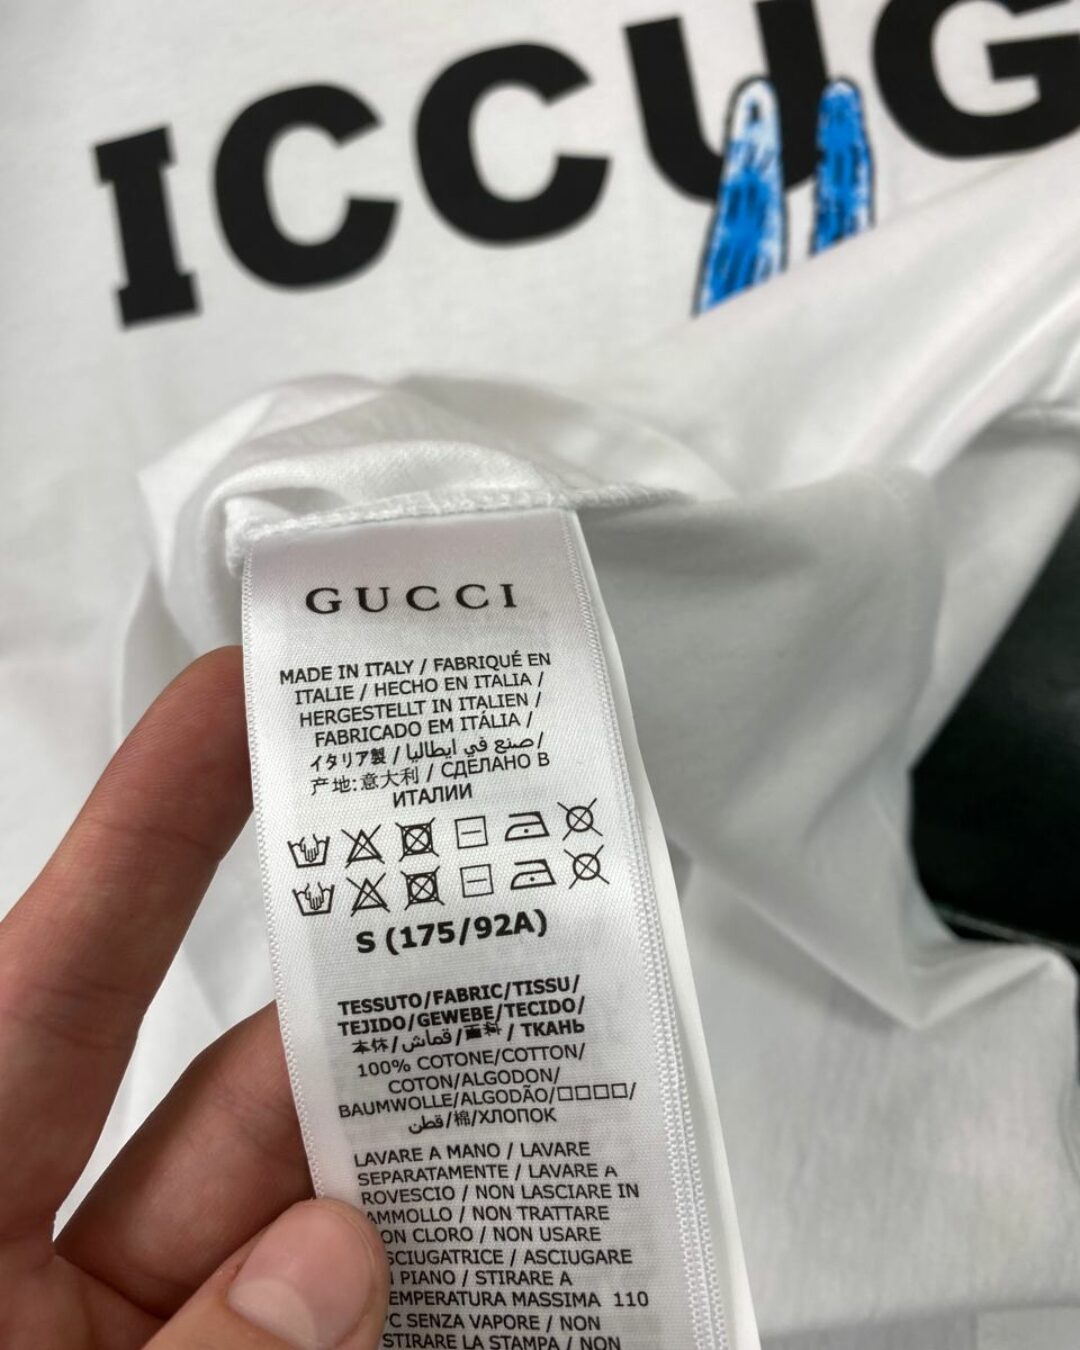 ICCUG
GUCCI
MADE IN ITALY / FABRIQUÉ EN
ITALIE / HECHO EN ITALIA /
HERGESTELLT IN ITALIEN /
FABRICADO EM ITÁLIA /
イタリア製 / صنع في ايطاليا/
产地:意大利 / СДЕЛАНО В
ИТАЛИИ
S (175/92A)
TESSUTO/FABRIC/TISSU/
TEJIDO/GEWEBE/TECIDO/
本体/قماش/面料/ТКАНЬ
100% COTONE/COTTON/
COTON/ALGODON/
BAUMWOLLE/ALGODÃO/□□□□/
قطن/棉/ХЛОПОК
LAVARE A MANO / LAVARE
SEPARATAMENTE / LAVARE A
ROVESCIO / NON LASCIARE IN
AMMOLLO / NON TRATTARE
ON CLORO / NON USARE
SCIUGATRICE / ASCIUGARE
PIANO / STIRARE A
EMPERATURA MASSIMA 110
°C SENZA VAPORE / NON
STIRARE LA STAMPA / NON